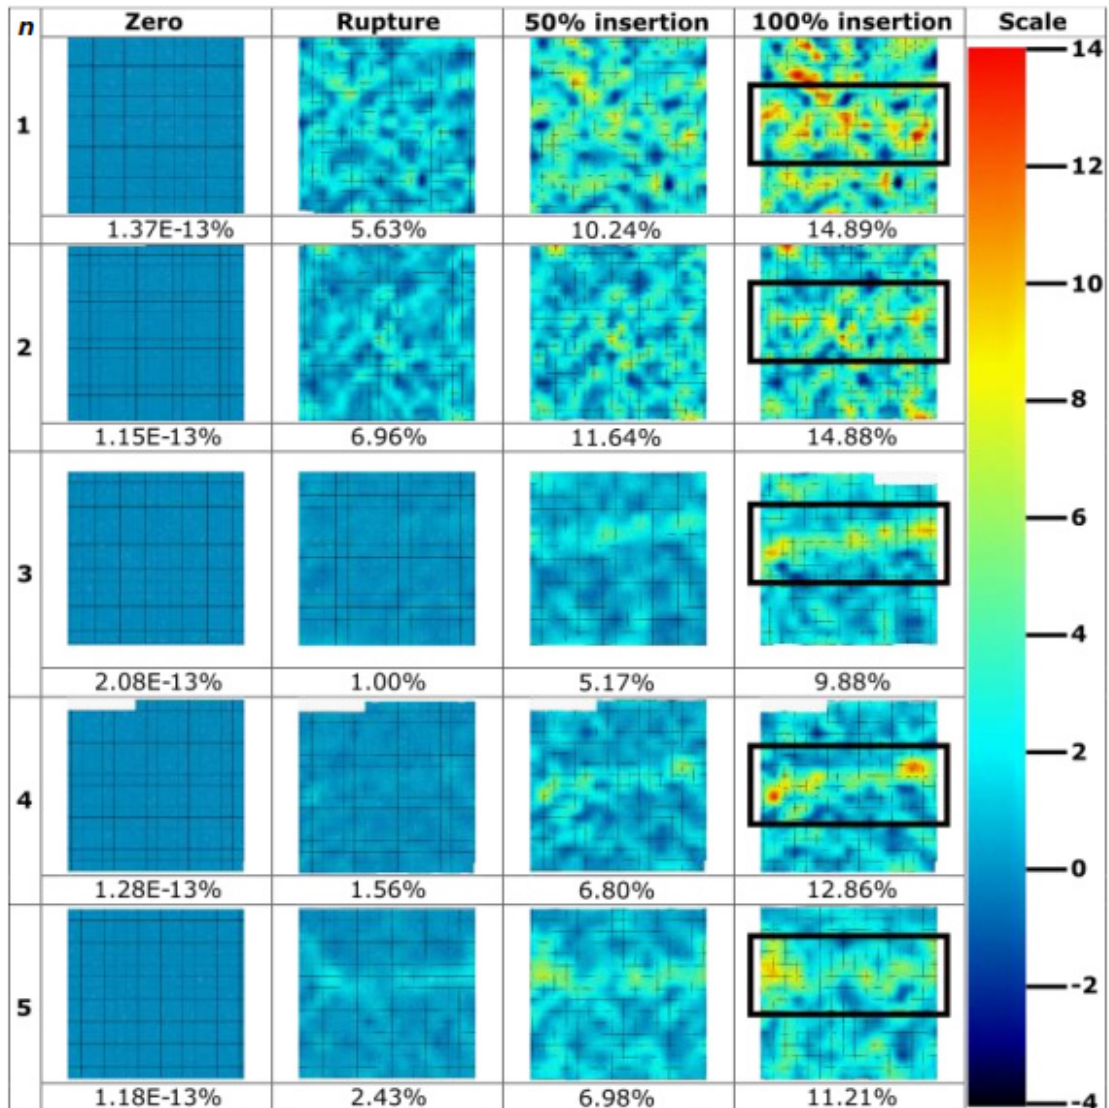 n Zero Rupture 50% insertion 100% insertion Scale
14
1
12
1.37E-13% 5.63% 10.24% 14.89%
10
2
8
1.15E-13% 6.96% 11.64% 14.88%
6
3
4
2.08E-13% 1.00% 5.17% 9.88%
2
4
0
1.28E-13% 1.56% 6.80% 12.86%
-2
5
1.18E-13% 2.43% 6.98% 11.21%
-4